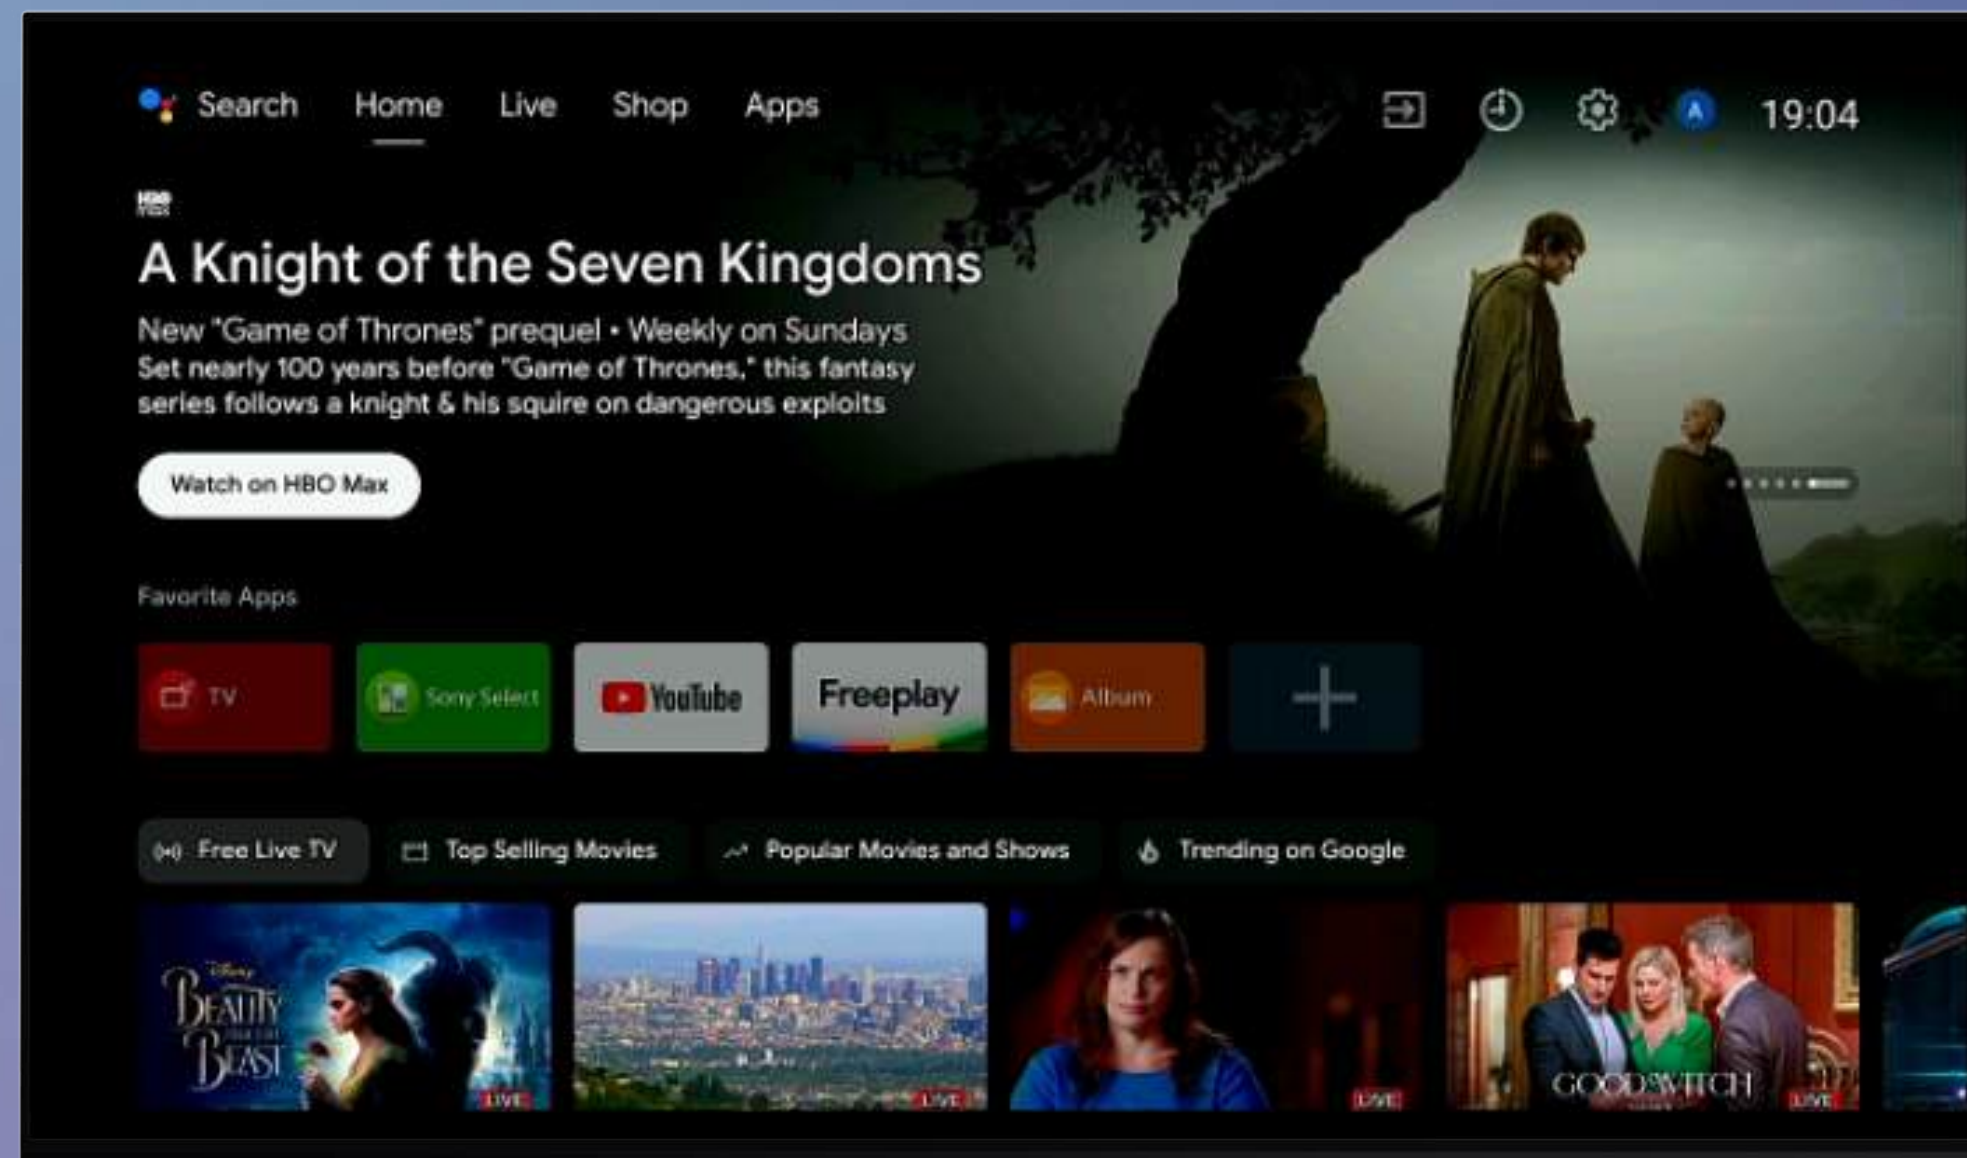 Search Home Live Shop Apps
A 19:04
HBO
max
A Knight of the Seven Kingdoms
New "Game of Thrones" prequel • Weekly on Sundays
Set nearly 100 years before "Game of Thrones," this fantasy
series follows a knight & his squire on dangerous exploits
Watch on HBO Max
Favorite Apps
TV Sony Select YouTube Freeplay Album
Free Live TV Top Selling Movies Popular Movies and Shows Trending on Google
Disney
BEAUTY
BEAST
LIVE LIVE LIVE
GOOD WITCH
LIVE